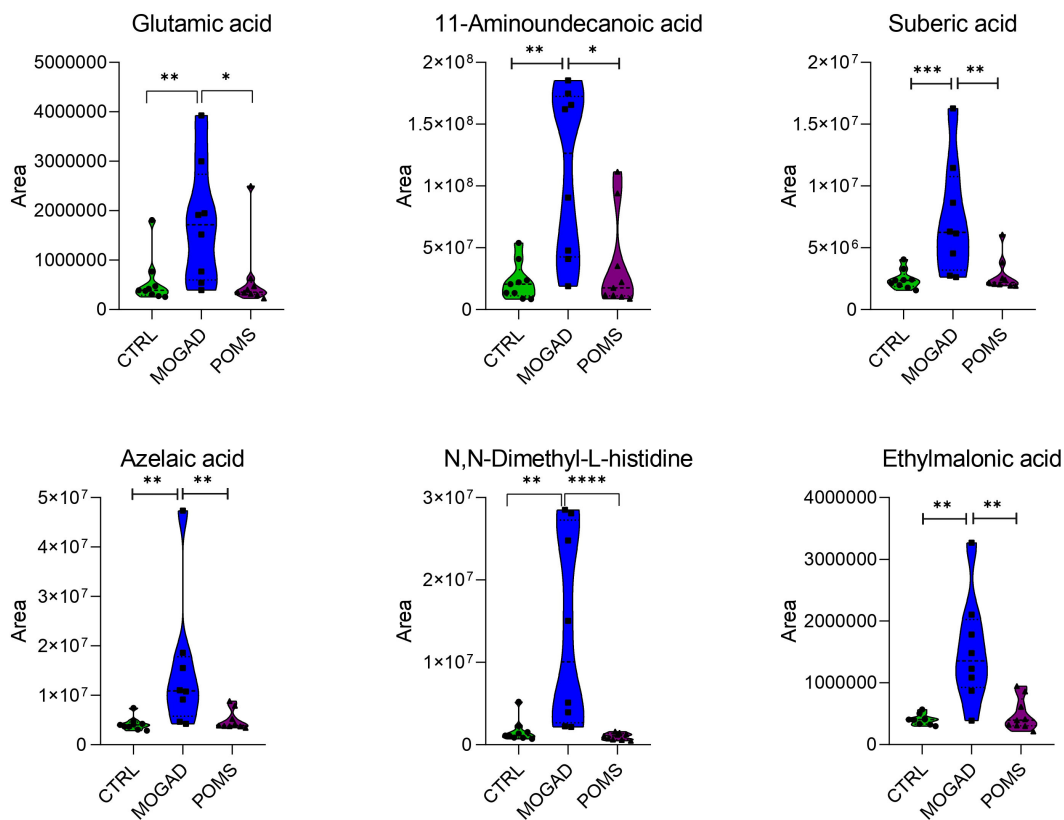 Glutamic acid
** *
5000000
4000000
3000000
2000000
1000000
0
Area
CTRL
MOGAD
POMS
11-Aminoundecanoic acid
** *
2×10⁸
1.5×10⁸
1×10⁸
5×10⁷
0
Area
CTRL
MOGAD
POMS
Suberic acid
*** **
2×10⁷
1.5×10⁷
1×10⁷
5×10⁶
0
Area
CTRL
MOGAD
POMS
Azelaic acid
** **
5×10⁷
4×10⁷
3×10⁷
2×10⁷
1×10⁷
0
Area
CTRL
MOGAD
POMS
N,N-Dimethyl-L-histidine
** ****
3×10⁷
2×10⁷
1×10⁷
0
Area
CTRL
MOGAD
POMS
Ethylmalonic acid
** **
4000000
3000000
2000000
1000000
0
Area
CTRL
MOGAD
POMS